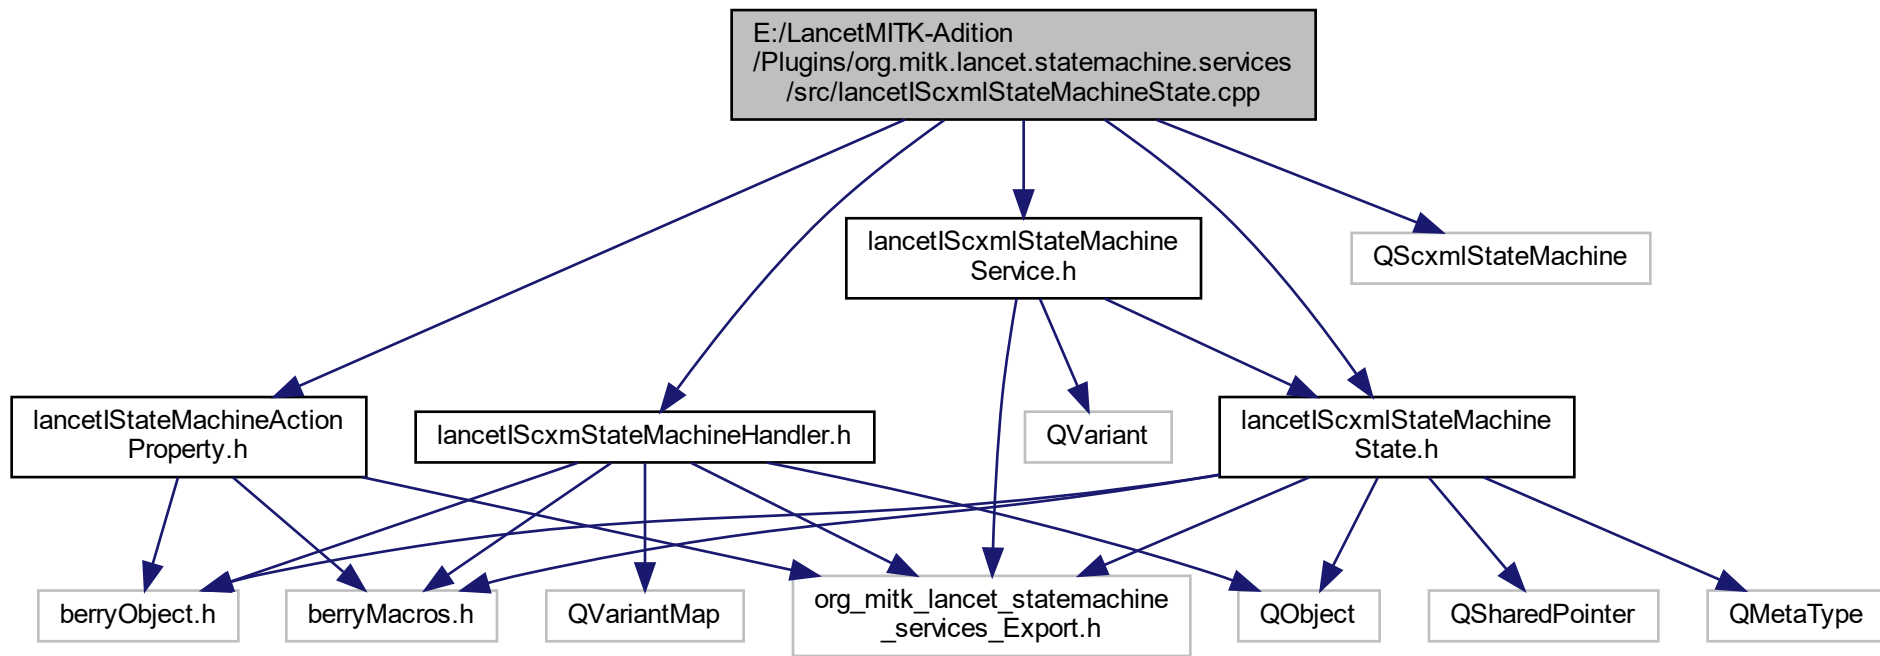 E:/LancetMITK-Adition
/Plugins/org.mitk.lancet.statemachine.services
/src/lancetIScxmlStateMachineState.cpp
lancetIScxmlStateMachine
Service.h
QScxmlStateMachine
lancetIStateMachineAction
Property.h
lancetIScxmStateMachineHandler.h
QVariant
lancetIScxmlStateMachine
State.h
berryObject.h
berryMacros.h
QVariantMap
org_mitk_lancet_statemachine
_services_Export.h
QObject
QSharedPointer
QMetaType